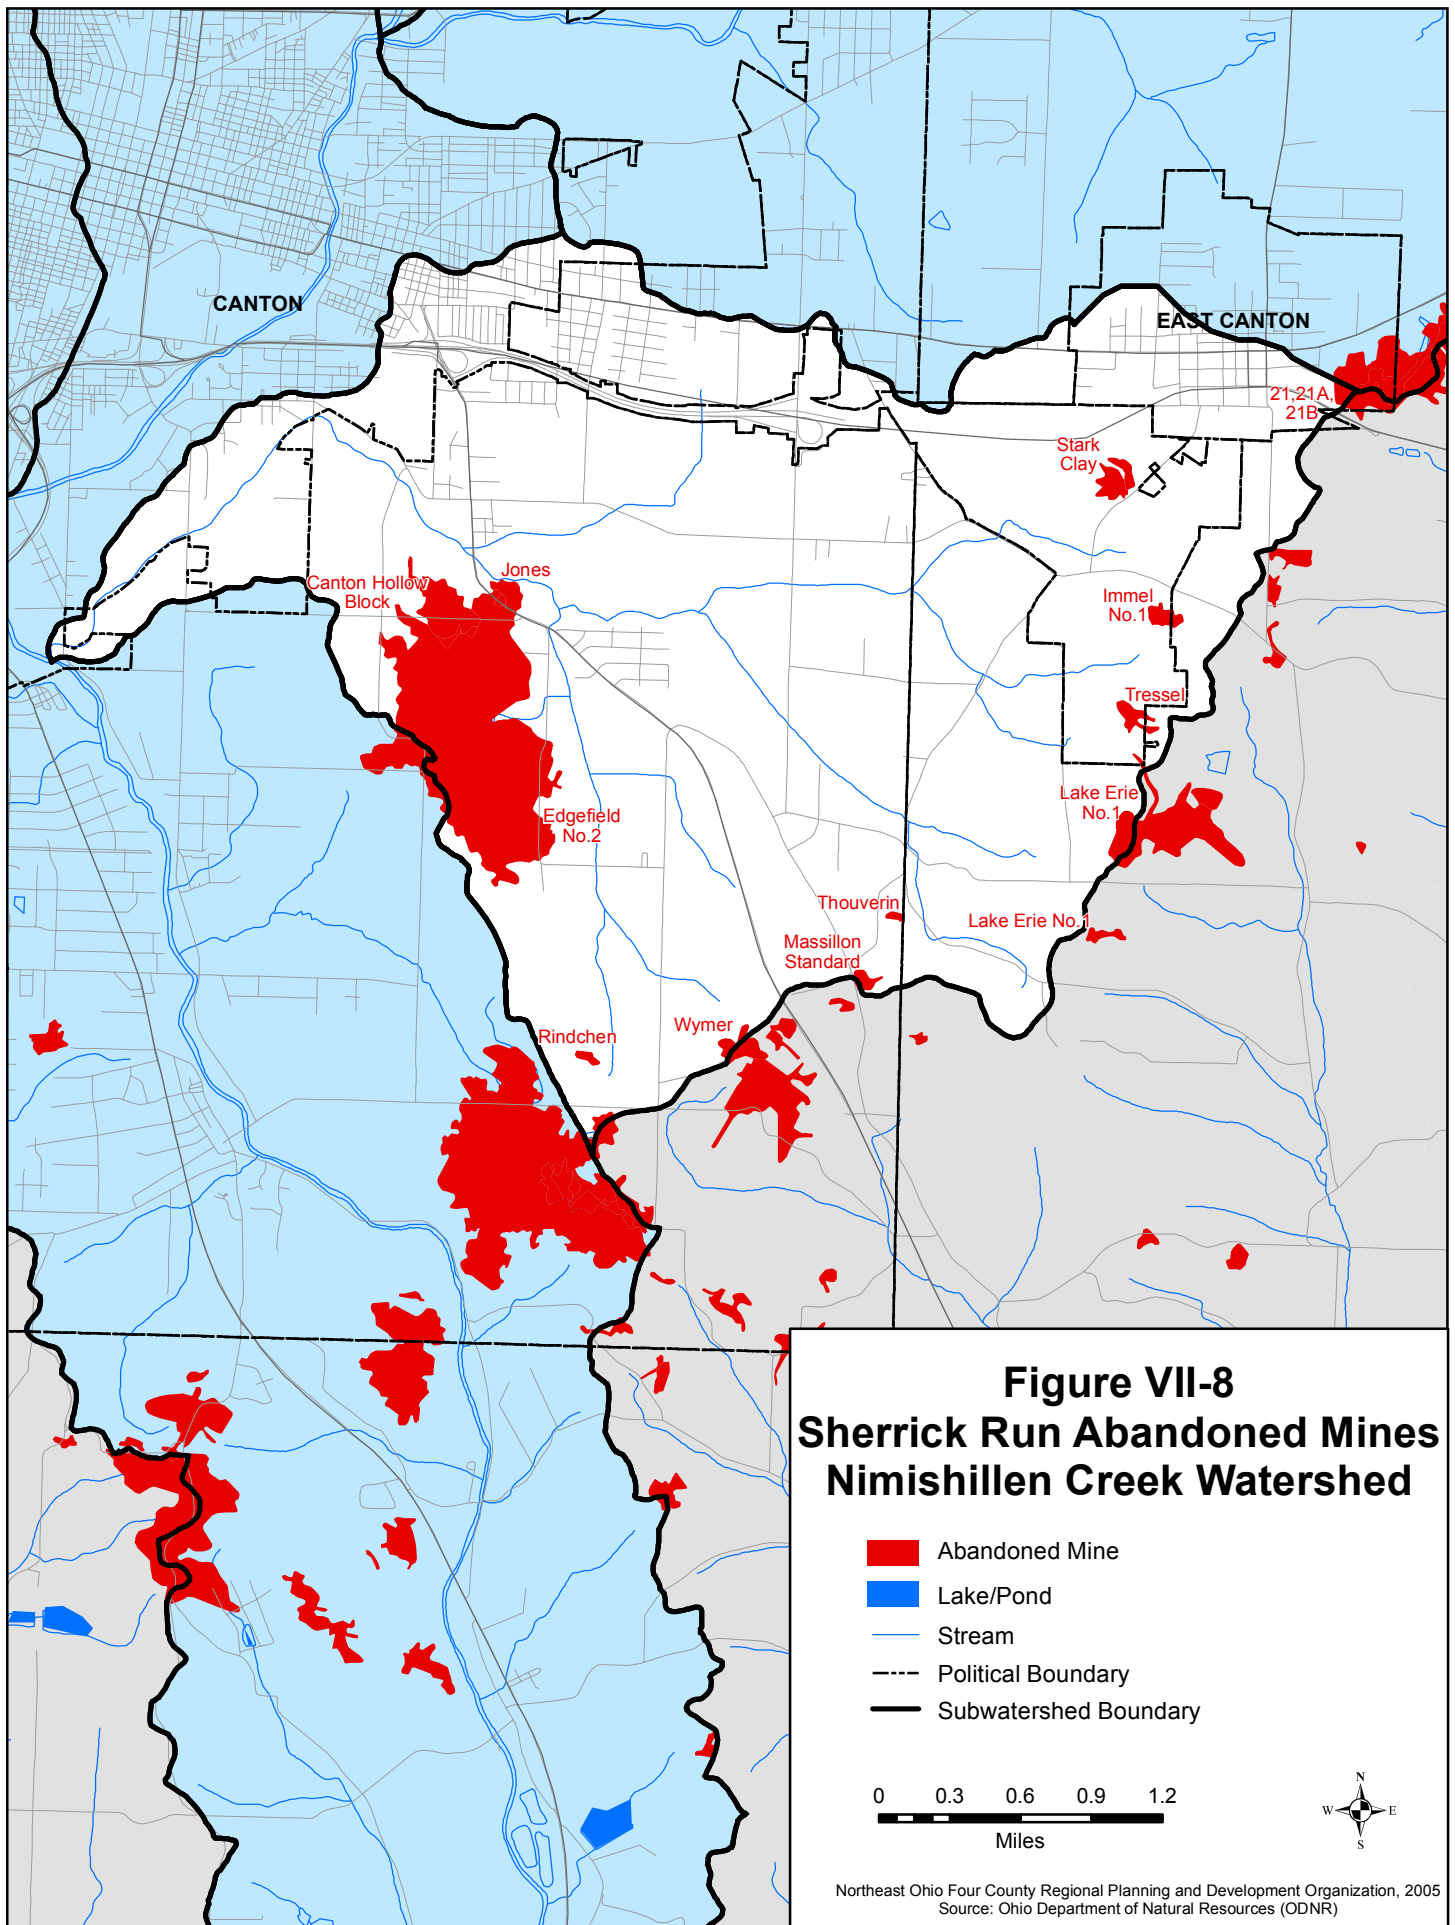 CANTON
EAST CANTON
21,21A,
21B
Stark
Clay
Jones
Canton Hollow
Block
Immel
No.1
Tressel
Lake Erie
No.1
Edgefield
No.2
Thouverin
Lake Erie No.1
Massillon
Standard
Wymer
Rindchen
Figure VII-8
Sherrick Run Abandoned Mines
Nimishillen Creek Watershed
Abandoned Mine
Lake/Pond
Stream
Political Boundary
Subwatershed Boundary
0 0.3 0.6 0.9 1.2
Miles
N
W E
S
Northeast Ohio Four County Regional Planning and Development Organization, 2005
Source: Ohio Department of Natural Resources (ODNR)